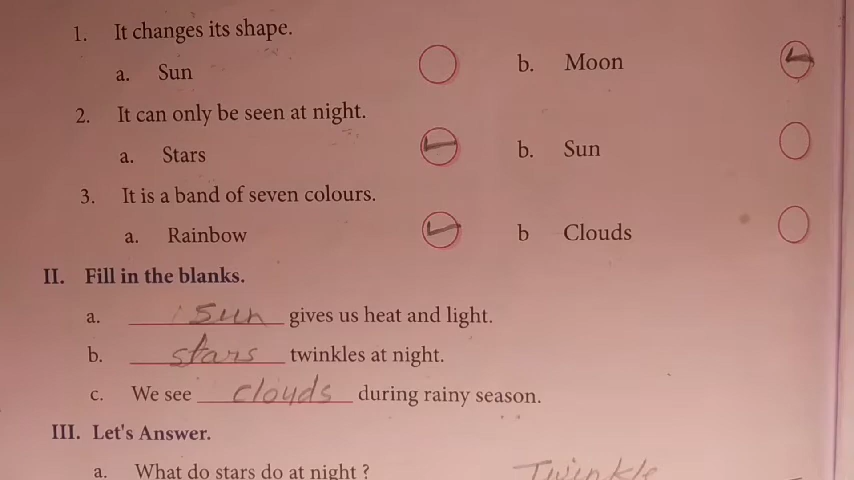 1. It changes its shape.
a. Sun b. Moon
2. It can only be seen at night.
a. Stars b. Sun
3. It is a band of seven colours.
a. Rainbow b Clouds
II. Fill in the blanks.
a. sun gives us heat and light.
b. stars twinkles at night.
c. We see clouds during rainy season.
III. Let's Answer.
a. What do stars do at night ? Twinkle